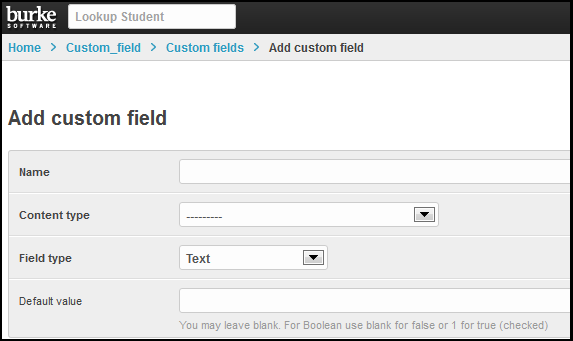 burke
SOFTWARE
Lookup Student
Home > Custom_field > Custom fields > Add custom field
Add custom field
Name
Content type
---------
Field type
Text
Default value
You may leave blank. For Boolean use blank for false or 1 for true (checked)